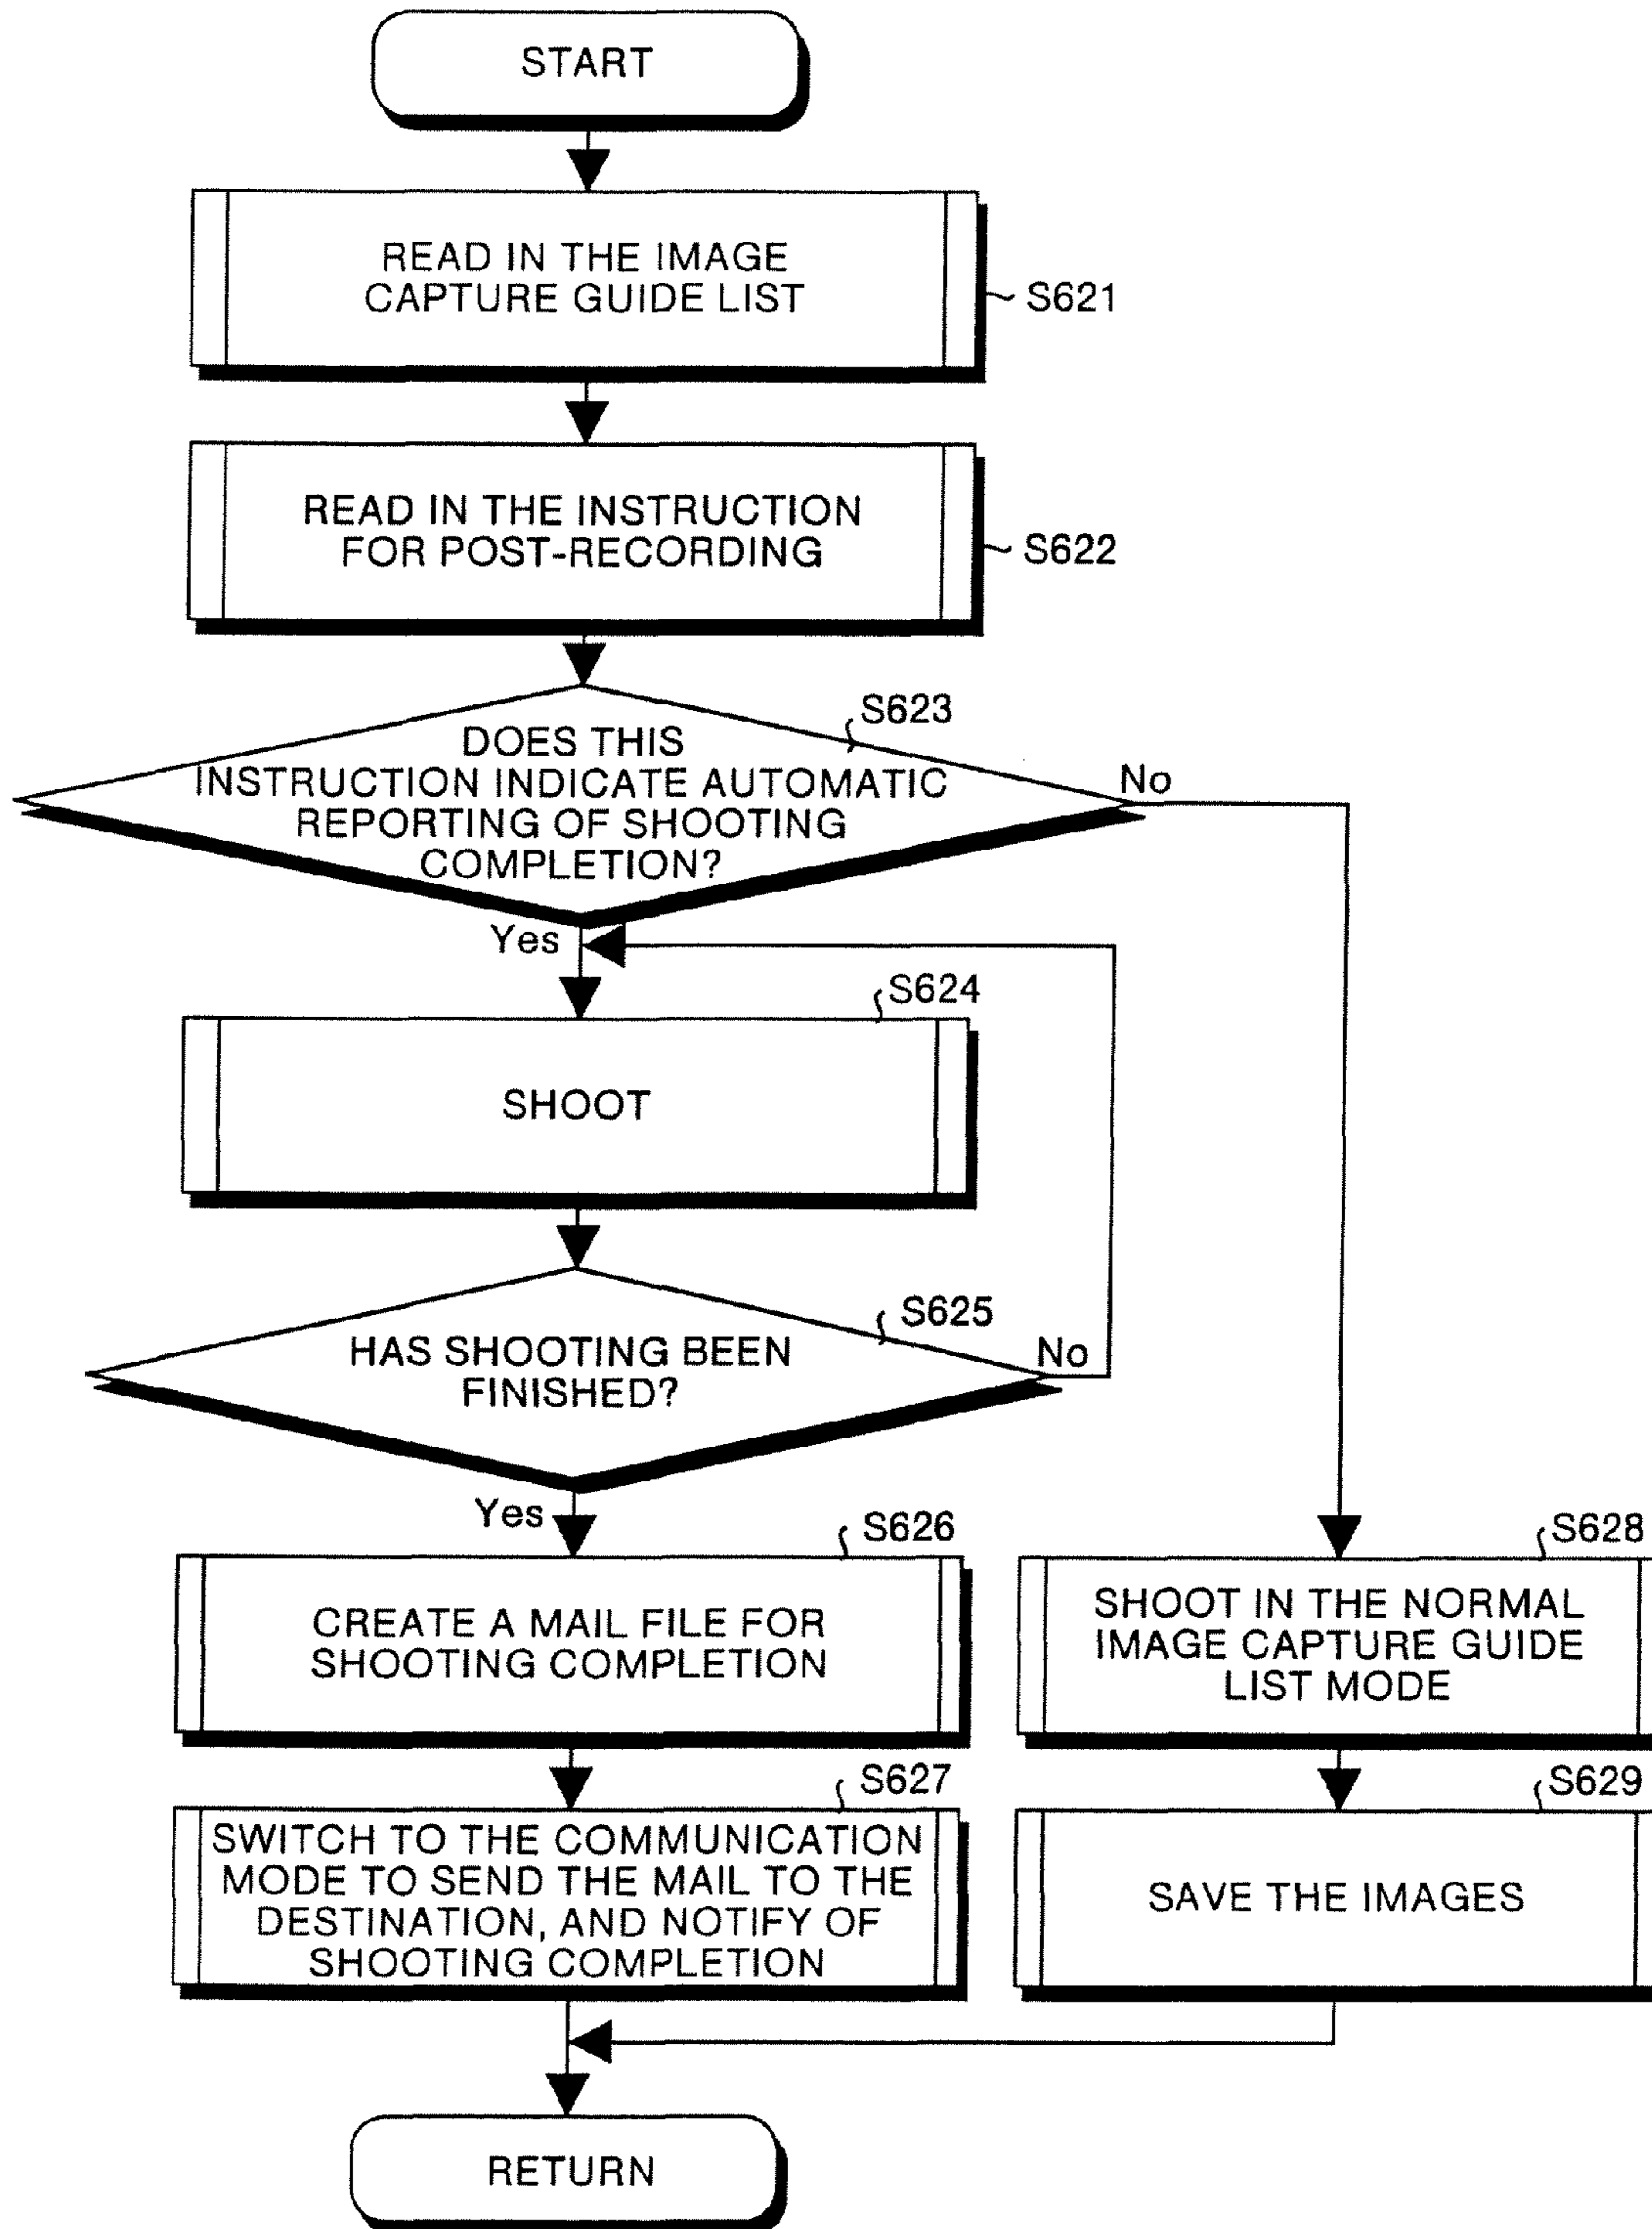 START
READ IN THE IMAGE
CAPTURE GUIDE LIST
S621
READ IN THE INSTRUCTION
FOR POST-RECORDING
S622
S623
DOES THIS
INSTRUCTION INDICATE AUTOMATIC
REPORTING OF SHOOTING
COMPLETION?
No
Yes
S624
SHOOT
S625
HAS SHOOTING BEEN
FINISHED?
No
Yes
S626
CREATE A MAIL FILE FOR
SHOOTING COMPLETION
S628
SHOOT IN THE NORMAL
IMAGE CAPTURE GUIDE
LIST MODE
S627
SWITCH TO THE COMMUNICATION
MODE TO SEND THE MAIL TO THE
DESTINATION, AND NOTIFY OF
SHOOTING COMPLETION
S629
SAVE THE IMAGES
RETURN